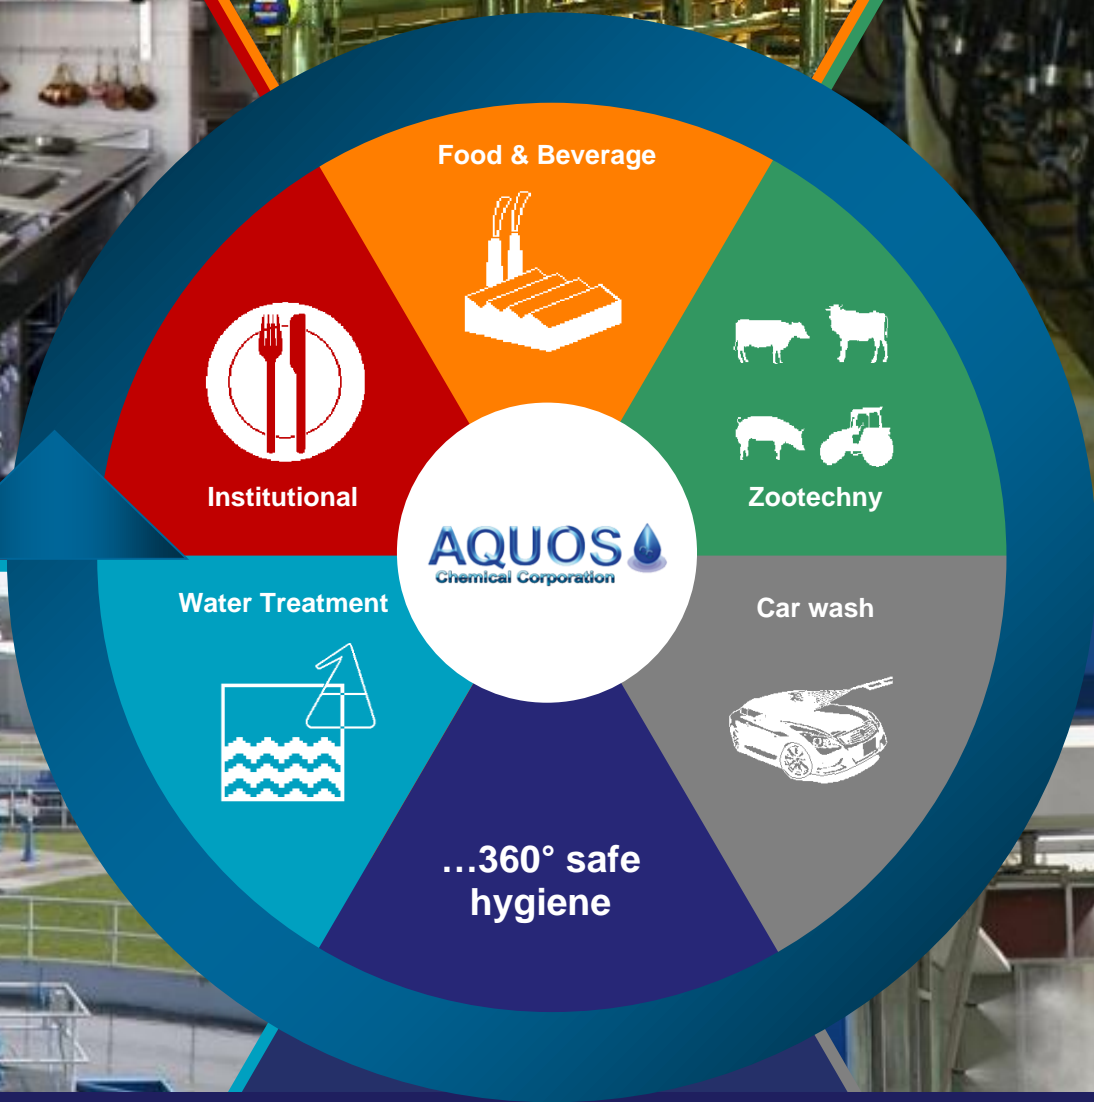 Food & Beverage
Institutional
Zootechny
AQUOS
Chemical Corporation
Water Treatment
Car wash
...360° safe
hygiene